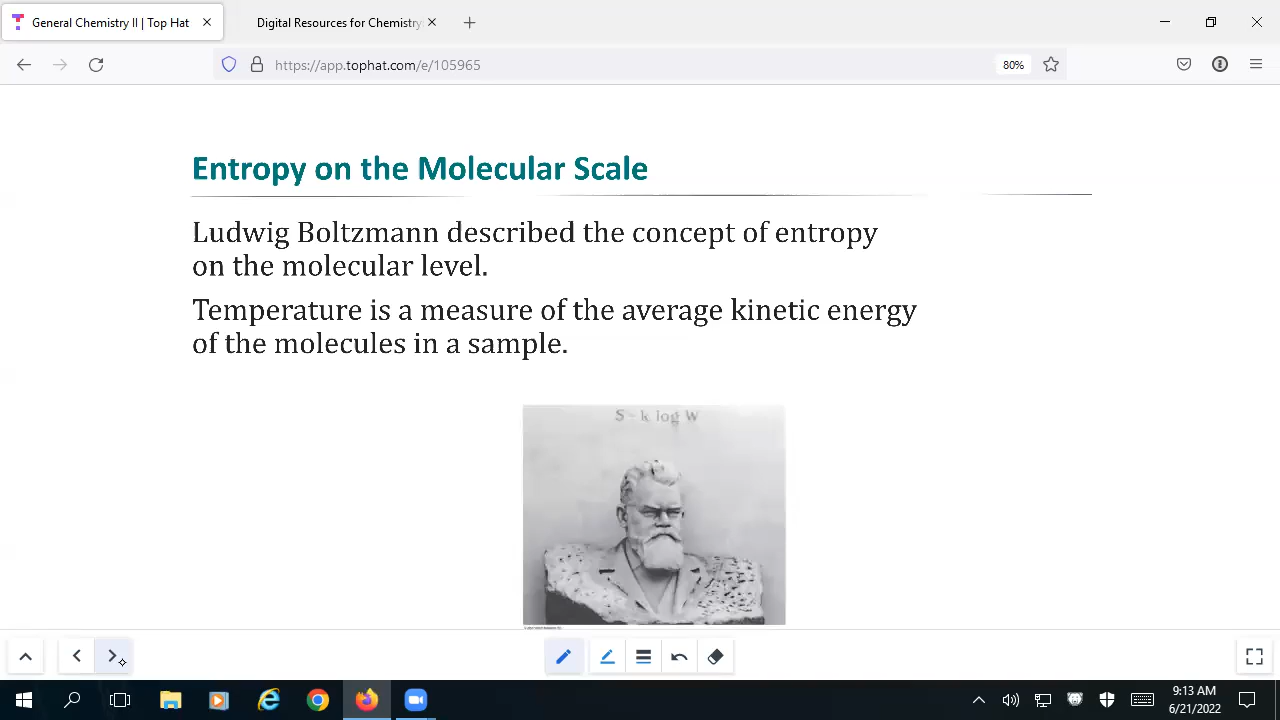 General Chemistry II | Top Hat
Digital Resources for Chemistry
https://app.tophat.com/e/105965
80%
Entropy on the Molecular Scale
Ludwig Boltzmann described the concept of entropy
on the molecular level.
Temperature is a measure of the average kinetic energy
of the molecules in a sample.
S = k log W
9:13 AM
6/21/2022